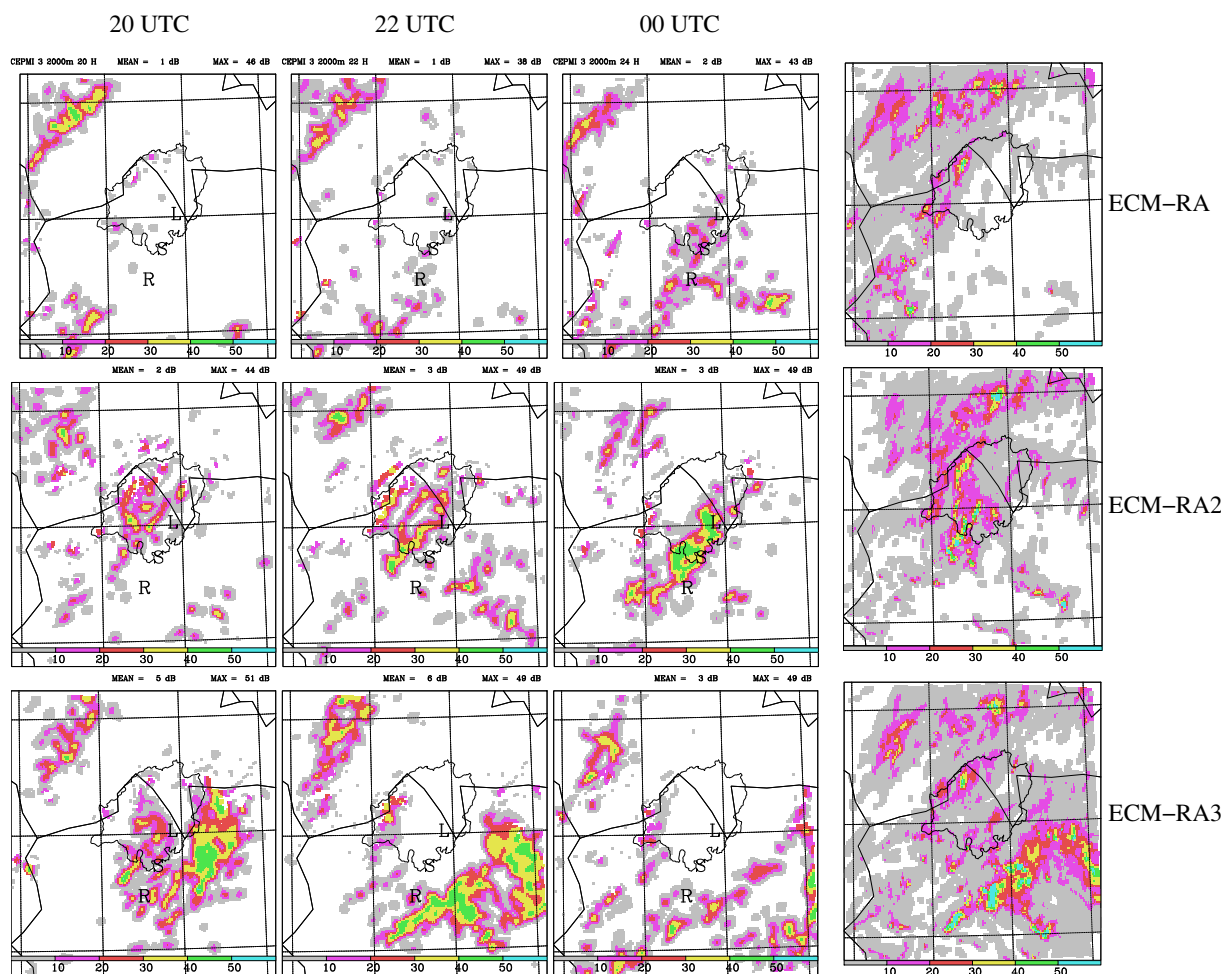 20 UTC 22 UTC 00 UTC
CEPMI 3 2000m 20 H MEAN = 1 dB MAX = 46 dB CEPMI 3 2000m 22 H MEAN = 1 dB MAX = 38 dB CEPMI 3 2000m 24 H MEAN = 2 dB MAX = 43 dB
L L L
S S S
R R R
ECM-RA
10 20 30 40 50 10 20 30 40 50 10 20 30 40 50 10 20 30 40 50
MEAN = 2 dB MAX = 44 dB MEAN = 3 dB MAX = 49 dB MEAN = 3 dB MAX = 49 dB
L L L
S S S
R R R
ECM-RA2
10 20 30 40 50 10 20 30 40 50 10 20 30 40 50 10 20 30 40 50
MEAN = 5 dB MAX = 51 dB MEAN = 6 dB MAX = 49 dB MEAN = 3 dB MAX = 49 dB
L L L
S S S
R R R
ECM-RA3
10 20 30 40 50 10 20 30 40 50 10 20 30 40 50 10 20 30 40 50